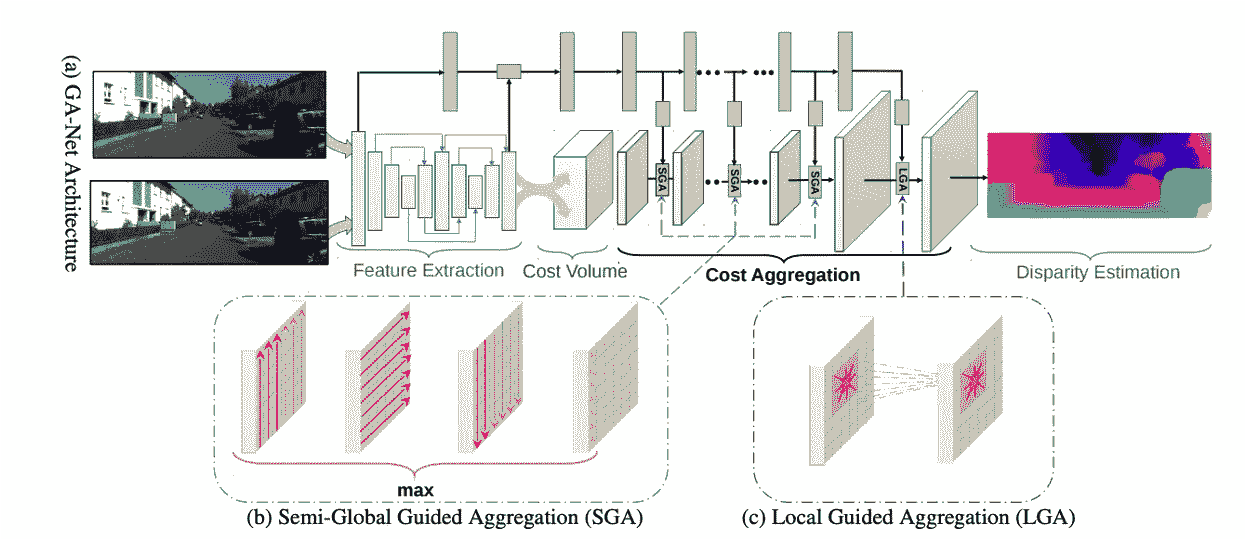 (a) GA-Net Architecture
SGA
SGA
SGA
LGA
Feature Extraction
Cost Volume
Cost Aggregation
Disparity Estimation
max
(b) Semi-Global Guided Aggregation (SGA)
(c) Local Guided Aggregation (LGA)